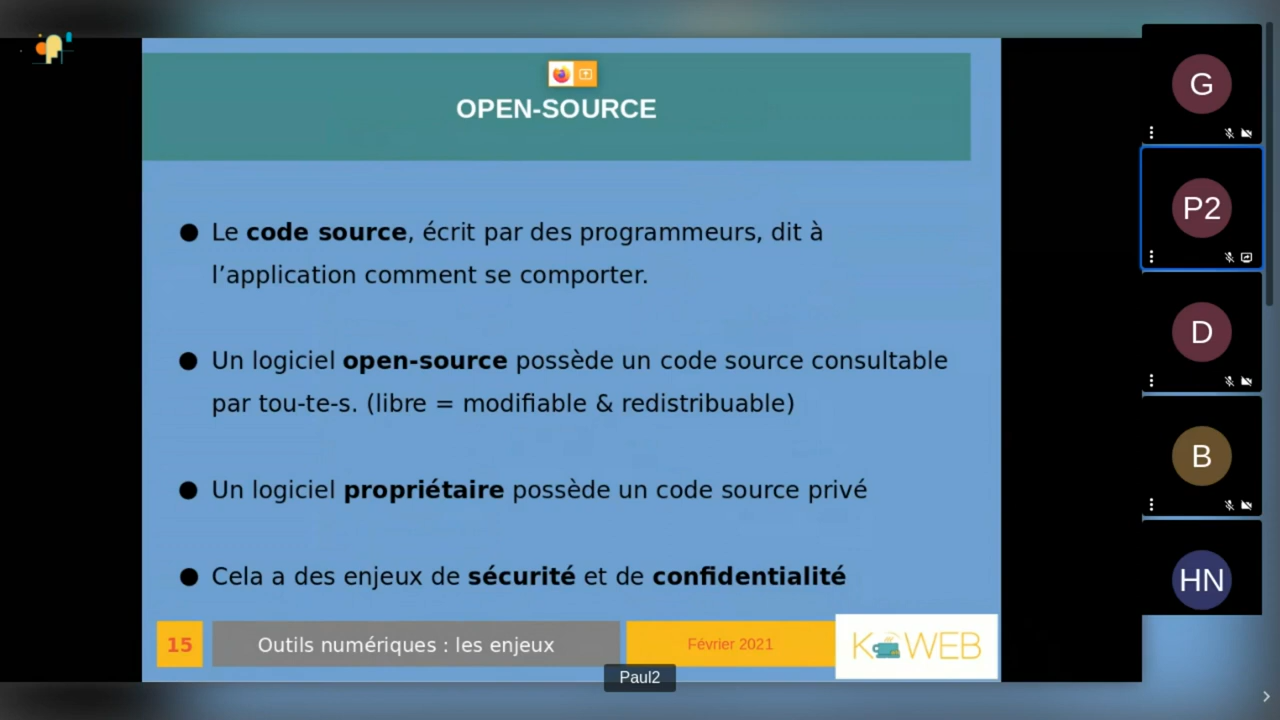 OPEN-SOURCE
● Le code source, écrit par des programmeurs, dit à
l’application comment se comporter.
● Un logiciel open-source possède un code source consultable
par tou-te-s. (libre = modifiable & redistribuable)
● Un logiciel propriétaire possède un code source privé
● Cela a des enjeux de sécurité et de confidentialité
15
Outils numériques : les enjeux
Février 2021
K WEB
Paul2
G
P2
D
B
HN